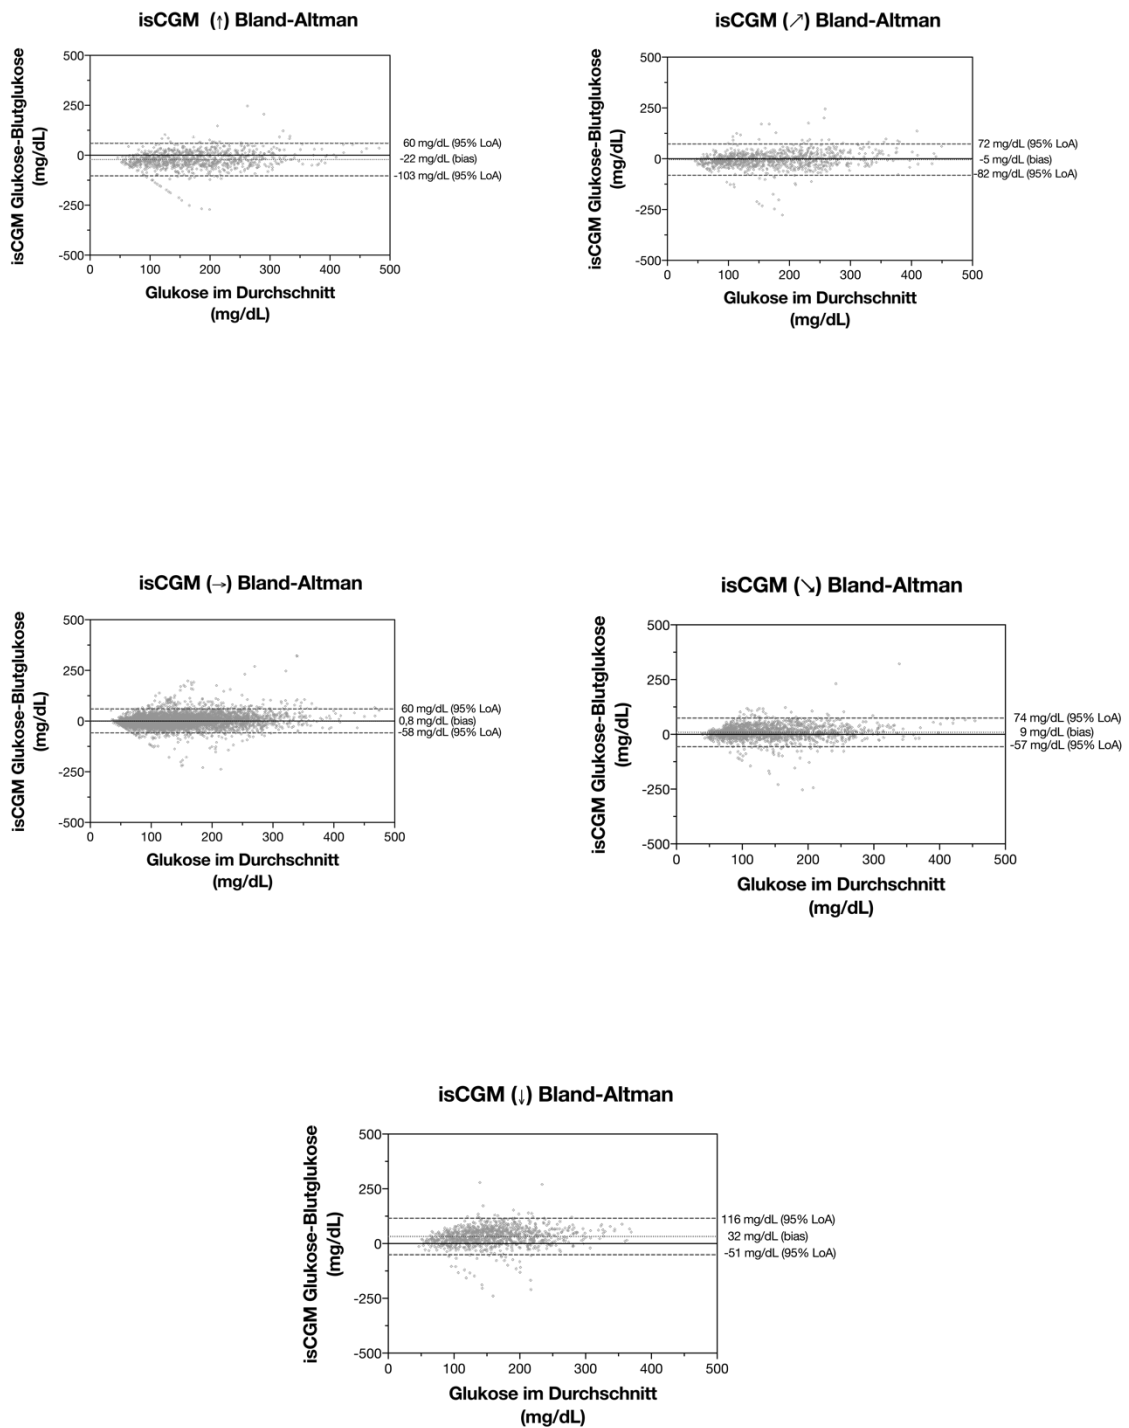 isCGM (↑) Bland-Altman
isCGM Glukose-Blutglukose
(mg/dL)
500
250
0
-250
-500
60 mg/dL (95% LoA)
-22 mg/dL (bias)
-103 mg/dL (95% LoA)
0 100 200 300 400 500
Glukose im Durchschnitt
(mg/dL)
isCGM (↗) Bland-Altman
isCGM Glukose-Blutglukose
(mg/dL)
500
250
0
-250
-500
72 mg/dL (95% LoA)
-5 mg/dL (bias)
-82 mg/dL (95% LoA)
0 100 200 300 400 500
Glukose im Durchschnitt
(mg/dL)
isCGM (→) Bland-Altman
isCGM Glukose-Blutglukose
(mg/dL)
500
250
0
-250
-500
60 mg/dL (95% LoA)
0,8 mg/dL (bias)
-58 mg/dL (95% LoA)
0 100 200 300 400 500
Glukose im Durchschnitt
(mg/dL)
isCGM (↘) Bland-Altman
isCGM Glukose-Blutglukose
(mg/dL)
500
250
0
-250
-500
74 mg/dL (95% LoA)
9 mg/dL (bias)
-57 mg/dL (95% LoA)
0 100 200 300 400 500
Glukose im Durchschnitt
(mg/dL)
isCGM (↓) Bland-Altman
isCGM Glukose-Blutglukose
(mg/dL)
500
250
0
-250
-500
116 mg/dL (95% LoA)
32 mg/dL (bias)
-51 mg/dL (95% LoA)
0 100 200 300 400 500
Glukose im Durchschnitt
(mg/dL)